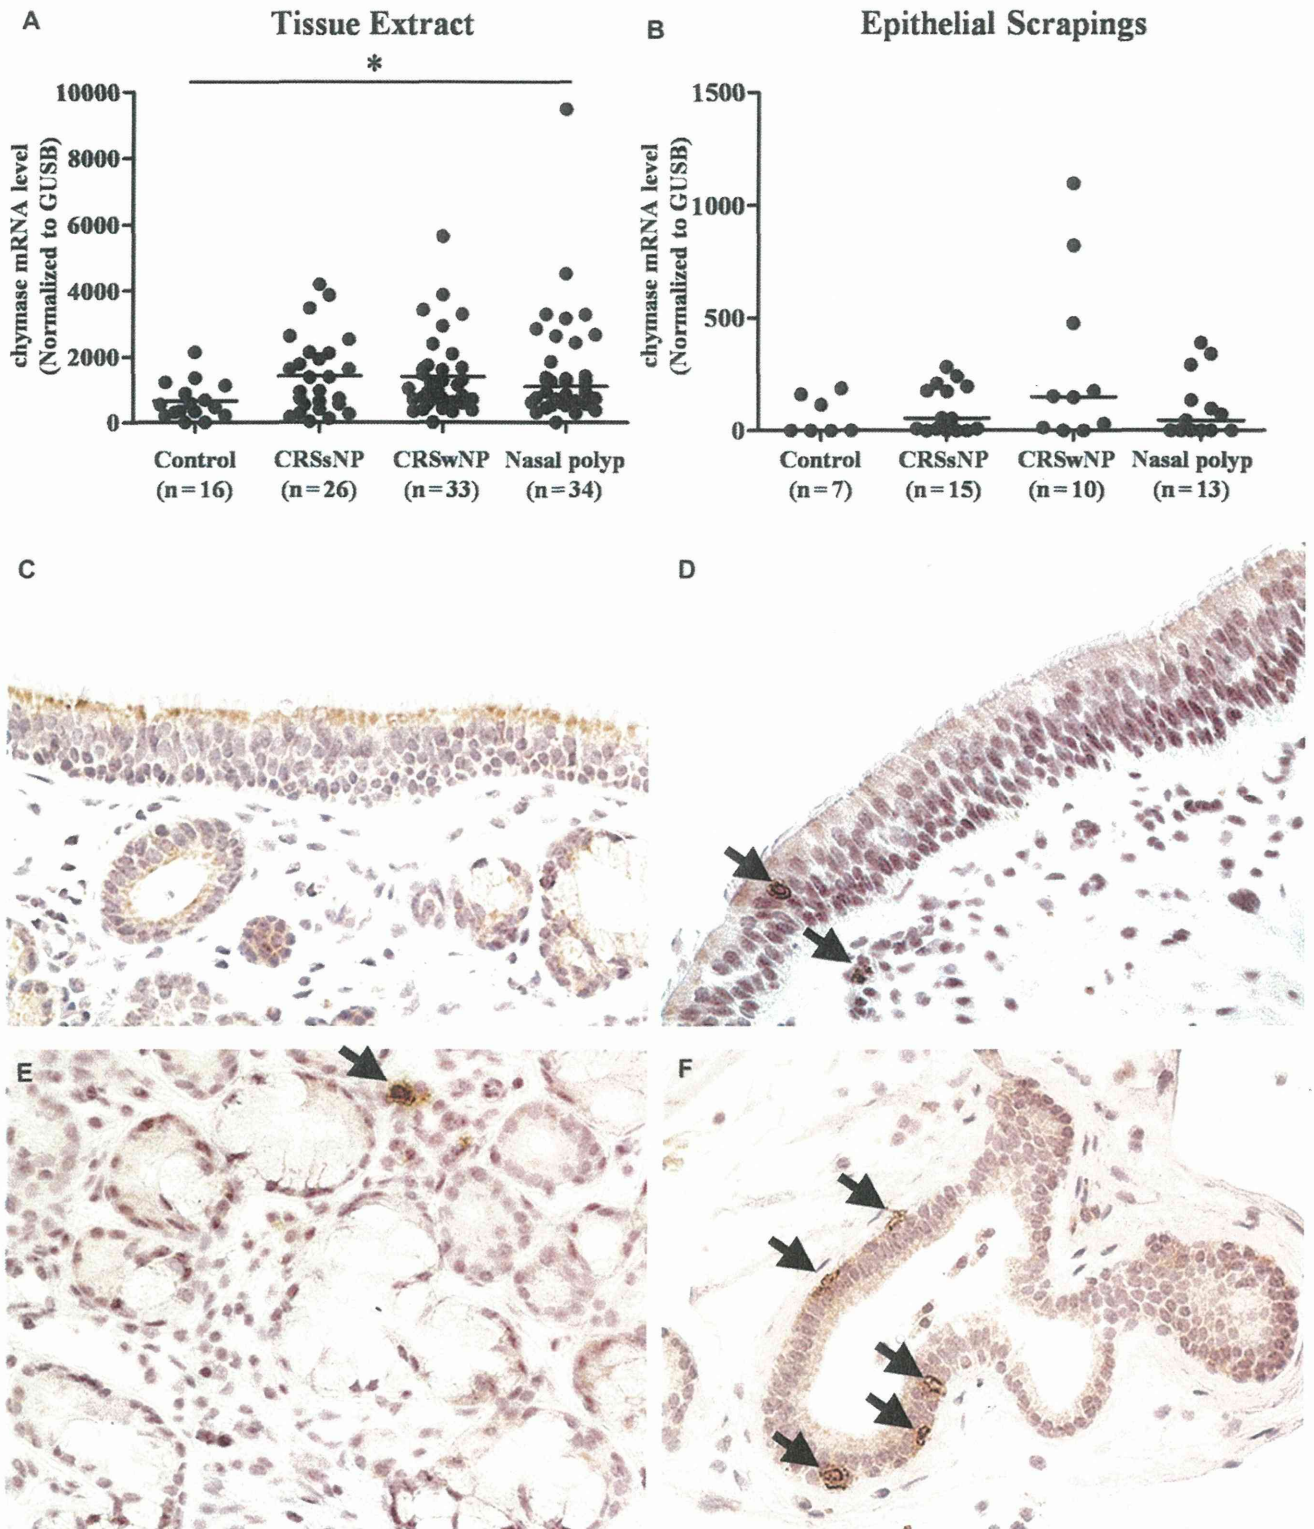 A
Tissue Extract
*
chymase mRNA level
(Normalized to GUSB)
10000
8000
6000
4000
2000
0
Control
(n=16)
CRSsNP
(n=26)
CRSwNP
(n=33)
Nasal polyp
(n=34)
B
Epithelial Scrapings
chymase mRNA level
(Normalized to GUSB)
1500
1000
500
0
Control
(n=7)
CRSsNP
(n=15)
CRSwNP
(n=10)
Nasal polyp
(n=13)
C
D
E
F